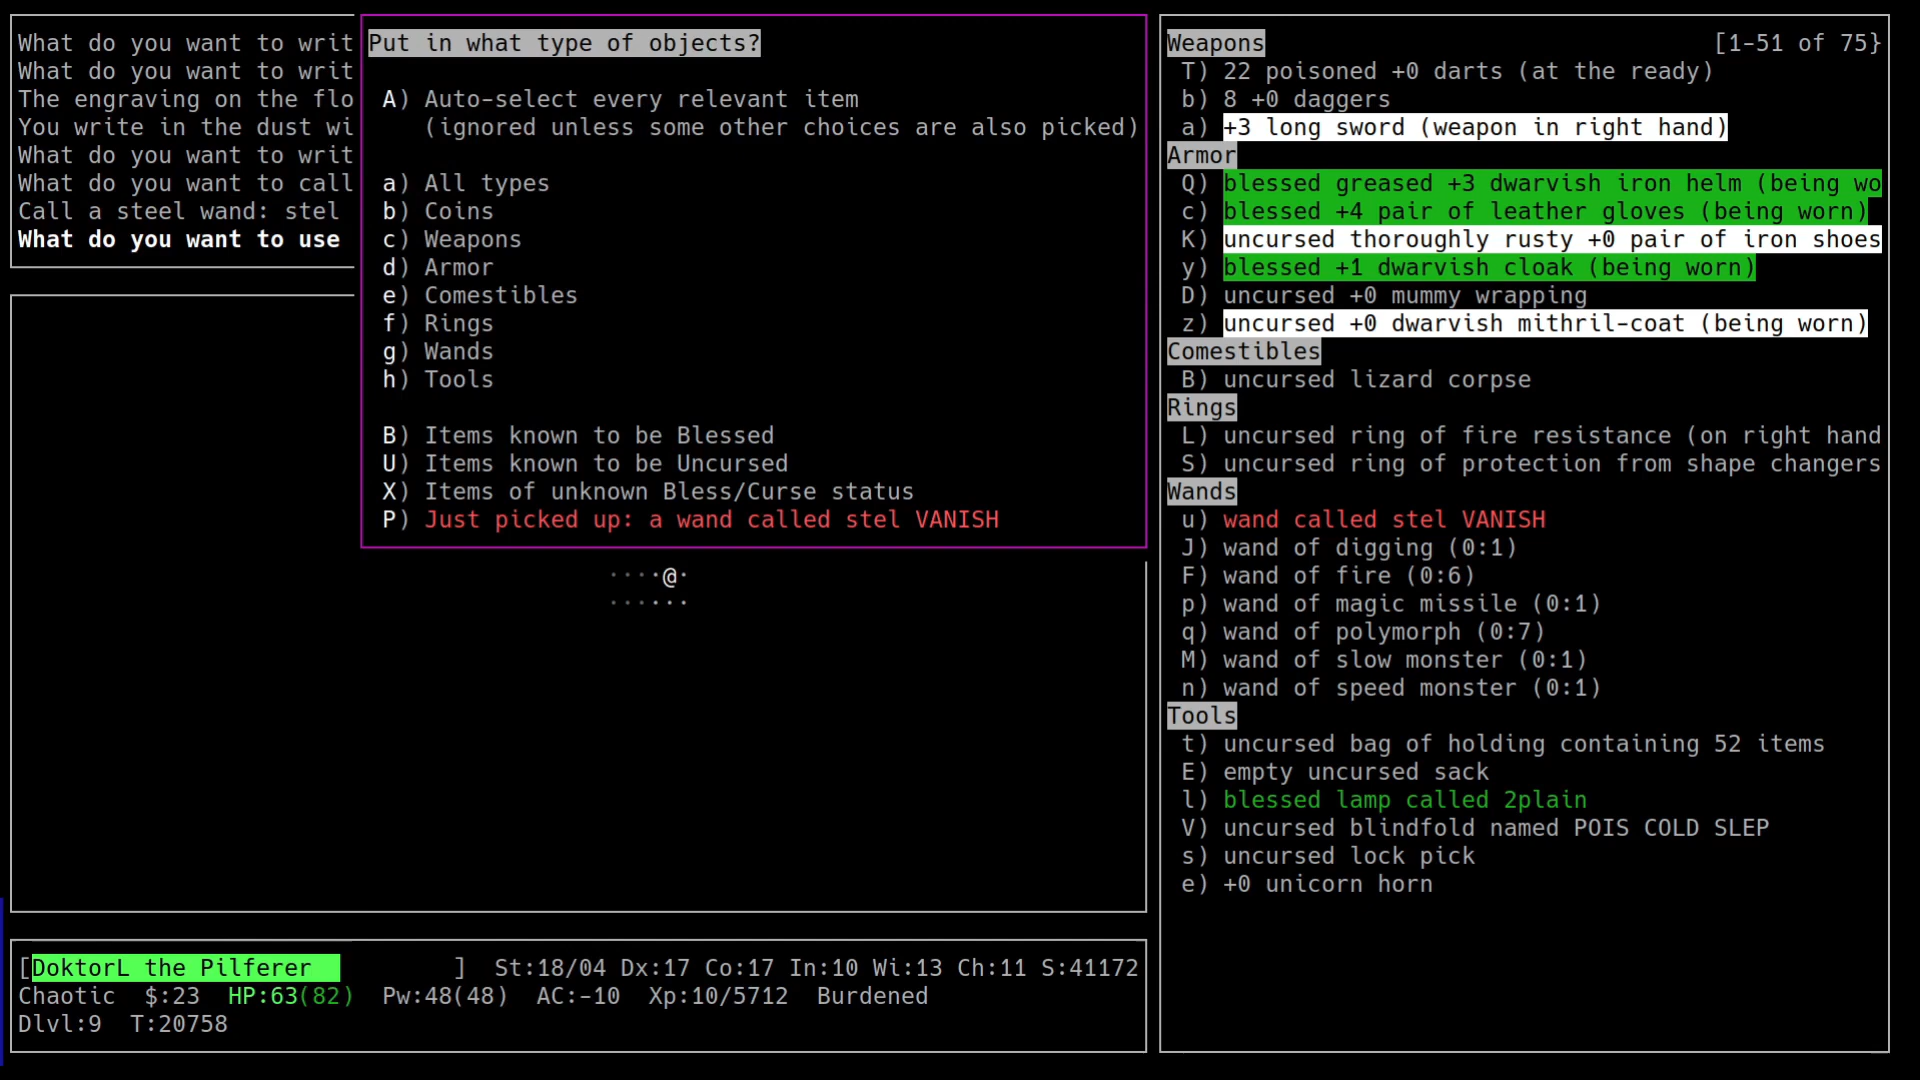 What do you want to writ
What do you want to writ
The engraving on the flo
You write in the dust wi
What do you want to writ
What do you want to call
Call a steel wand: stel
What do you want to use
Put in what type of objects?
A) Auto-select every relevant item
(ignored unless some other choices are also picked)
a) All types
b) Coins
c) Weapons
d) Armor
e) Comestibles
f) Rings
g) Wands
h) Tools
B) Items known to be Blessed
U) Items known to be Uncursed
X) Items of unknown Bless/Curse status
P) Just picked up: a wand called stel VANISH
····@·
······
Weapons [1-51 of 75}
T) 22 poisoned +0 darts (at the ready)
b) 8 +0 daggers
a) +3 long sword (weapon in right hand)
Armor
Q) blessed greased +3 dwarvish iron helm (being wo
c) blessed +4 pair of leather gloves (being worn)
K) uncursed thoroughly rusty +0 pair of iron shoes
y) blessed +1 dwarvish cloak (being worn)
D) uncursed +0 mummy wrapping
z) uncursed +0 dwarvish mithril-coat (being worn)
Comestibles
B) uncursed lizard corpse
Rings
L) uncursed ring of fire resistance (on right hand
S) uncursed ring of protection from shape changers
Wands
u) wand called stel VANISH
J) wand of digging (0:1)
F) wand of fire (0:6)
p) wand of magic missile (0:1)
q) wand of polymorph (0:7)
M) wand of slow monster (0:1)
n) wand of speed monster (0:1)
Tools
t) uncursed bag of holding containing 52 items
E) empty uncursed sack
l) blessed lamp called 2plain
V) uncursed blindfold named POIS COLD SLEP
s) uncursed lock pick
e) +0 unicorn horn
[DoktorL the Pilferer ] St:18/04 Dx:17 Co:17 In:10 Wi:13 Ch:11 S:41172
Chaotic $:23 HP:63(82) Pw:48(48) AC:-10 Xp:10/5712 Burdened
Dlvl:9 T:20758